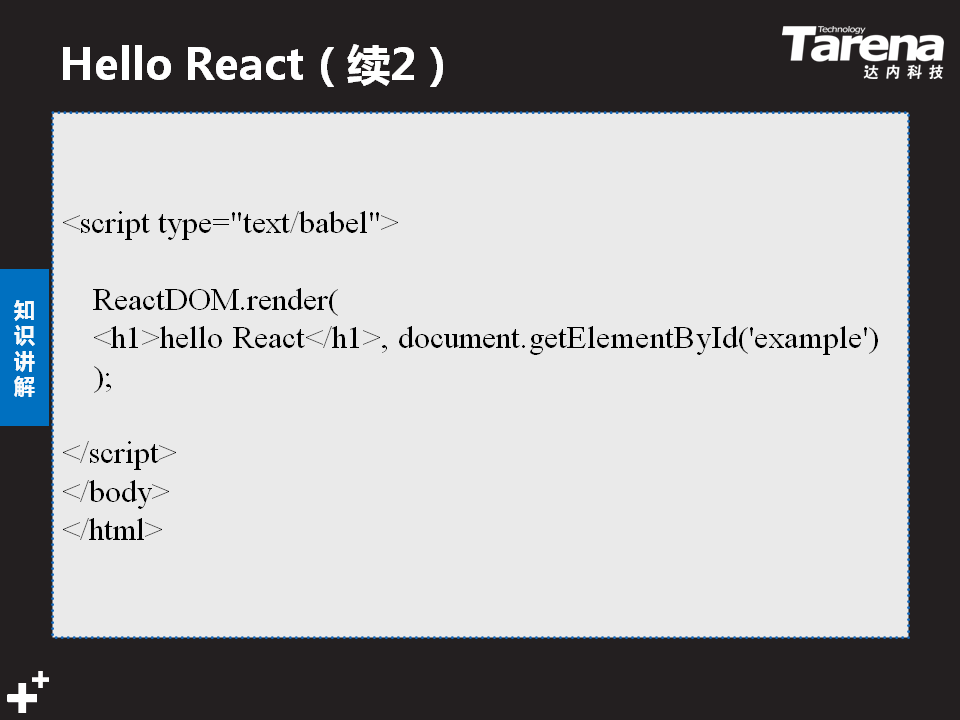 Hello React（续2）
Technology
Tarena
达内科技
知识讲解
<script type="text/babel">
ReactDOM.render(
<h1>hello React</h1>, document.getElementById('example')
);
</script>
</body>
</html>